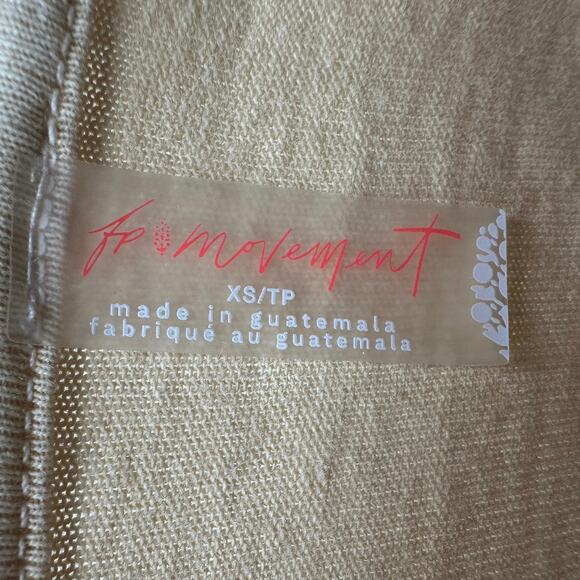 fp movement
XS/TP
made in guatemala
fabriqué au guatemala